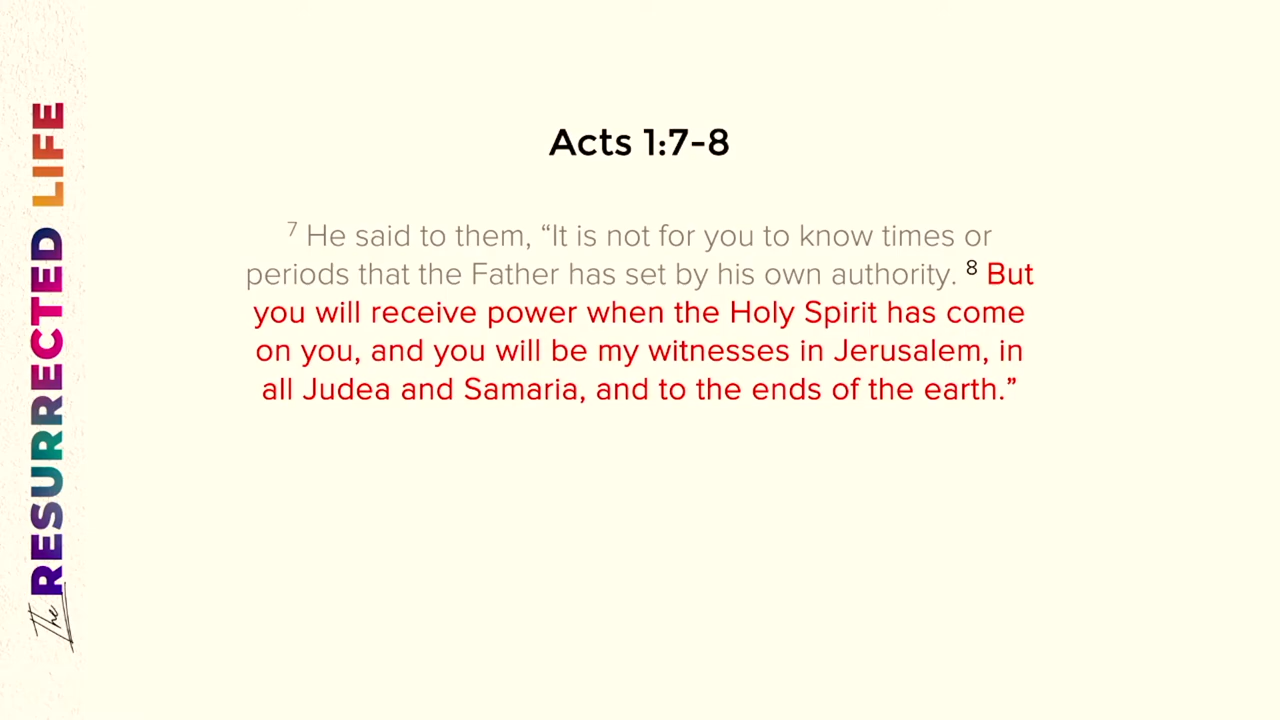 The RESURRECTED LIFE
Acts 1:7-8
7 He said to them, “It is not for you to know times or
periods that the Father has set by his own authority. 8 But
you will receive power when the Holy Spirit has come
on you, and you will be my witnesses in Jerusalem, in
all Judea and Samaria, and to the ends of the earth.”